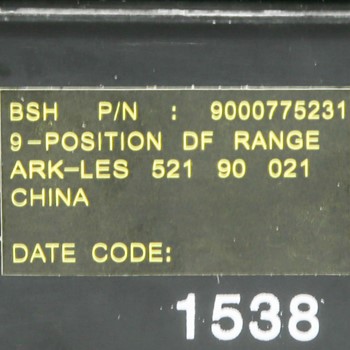 BSH P/N : 9000775231
9-POSITION DF RANGE
ARK-LES 521 90 021
CHINA
DATE CODE:
1538